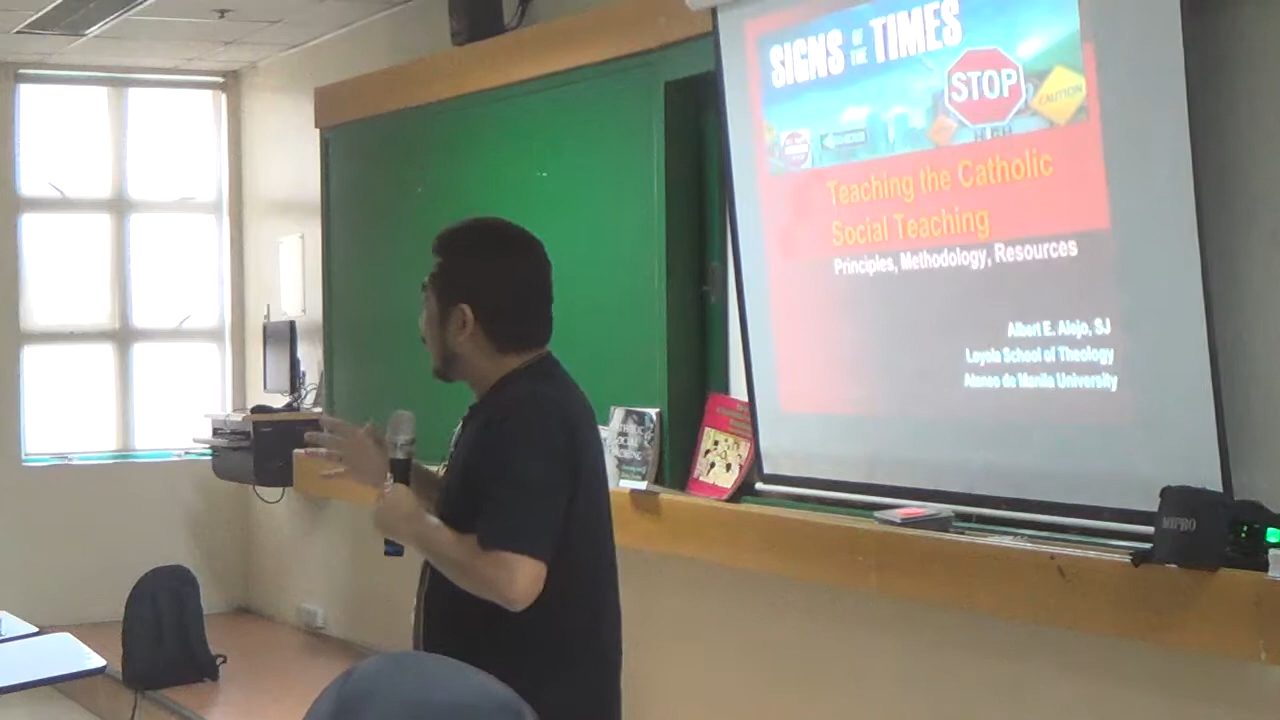 SIGNS OF THE TIMES
STOP
CAUTION
Teaching the Catholic
Social Teaching
Principles, Methodology, Resources
Albert E. Alejo, SJ
Loyola School of Theology
Ateneo de Manila University
SOCIAL
MIPRO